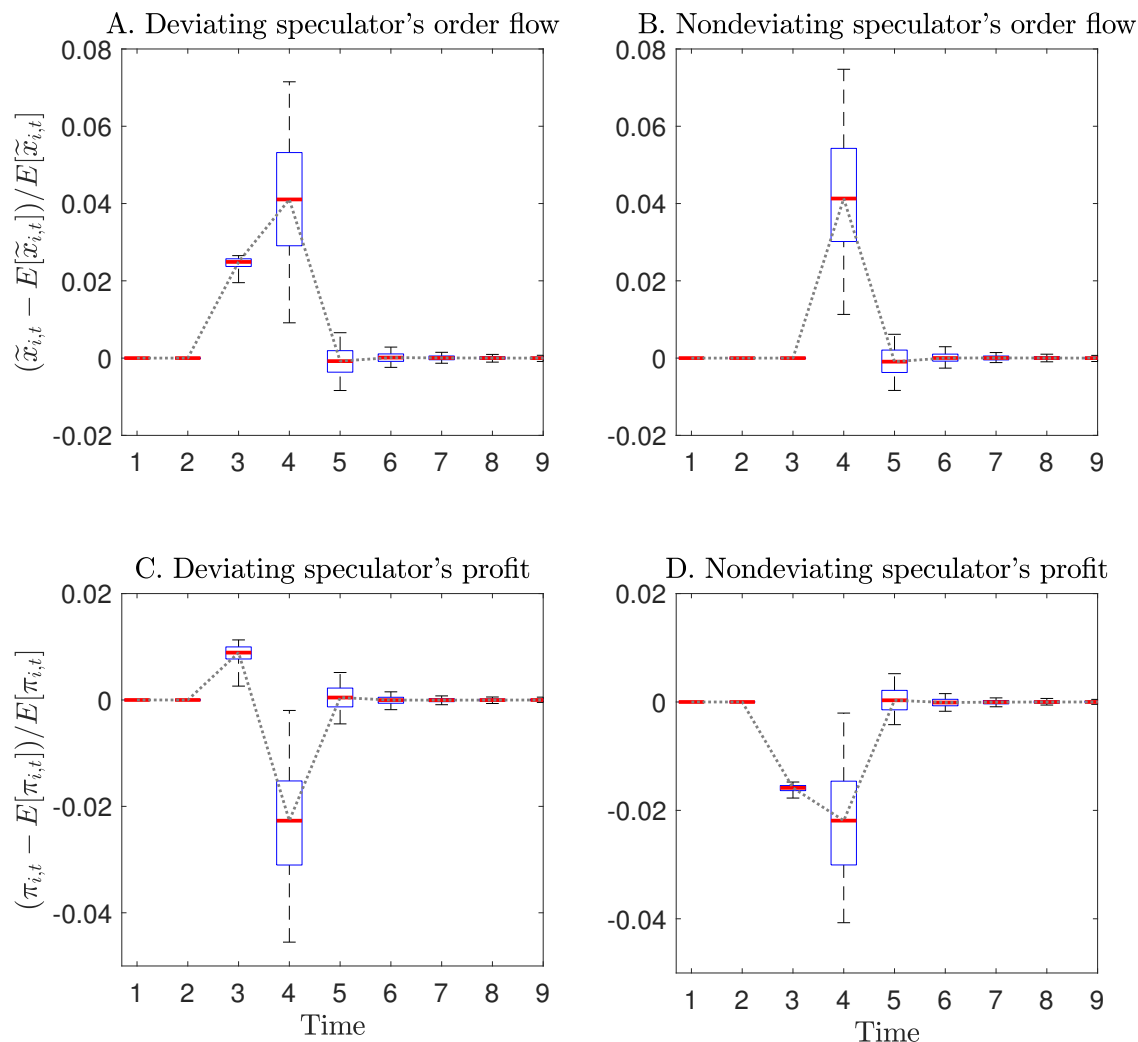 A. Deviating speculator's order flow
(x̃_{i,t} − E[x̃_{i,t}])/E[x̃_{i,t}]
0.08
0.06
0.04
0.02
0
-0.02
1 2 3 4 5 6 7 8 9
B. Nondeviating speculator's order flow
0.08
0.06
0.04
0.02
0
-0.02
1 2 3 4 5 6 7 8 9
C. Deviating speculator's profit
(π_{i,t} − E[π_{i,t}])/E[π_{i,t}]
0.02
0
-0.02
-0.04
1 2 3 4 5 6 7 8 9
Time
D. Nondeviating speculator's profit
0.02
0
-0.02
-0.04
1 2 3 4 5 6 7 8 9
Time